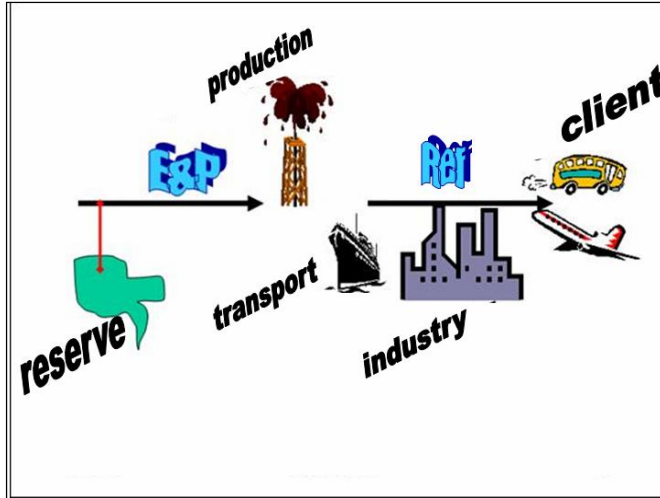 production
client
E&P
Ref
transport
reserve
industry